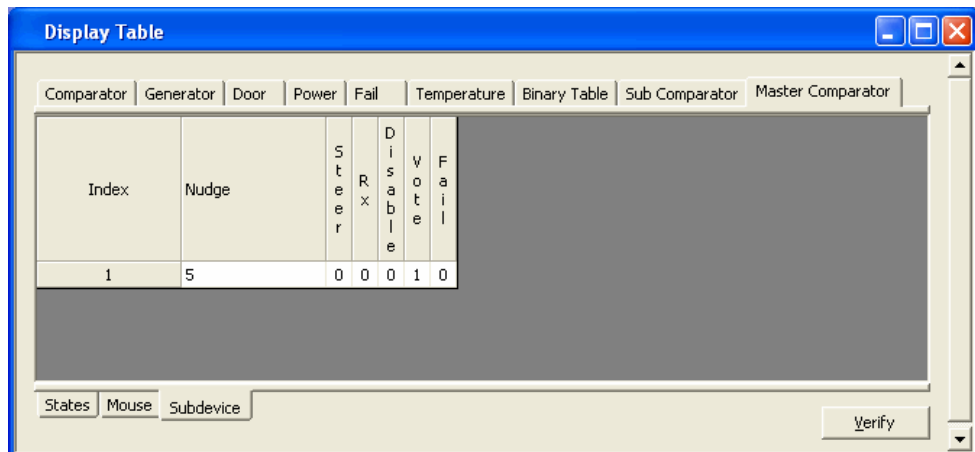 Display Table
Comparator Generator Door Power Fail Temperature Binary Table Sub Comparator Master Comparator
Index Nudge Steer Rx Disable Vote Fail
1 5 0 0 0 1 0
States Mouse Subdevice
Verify